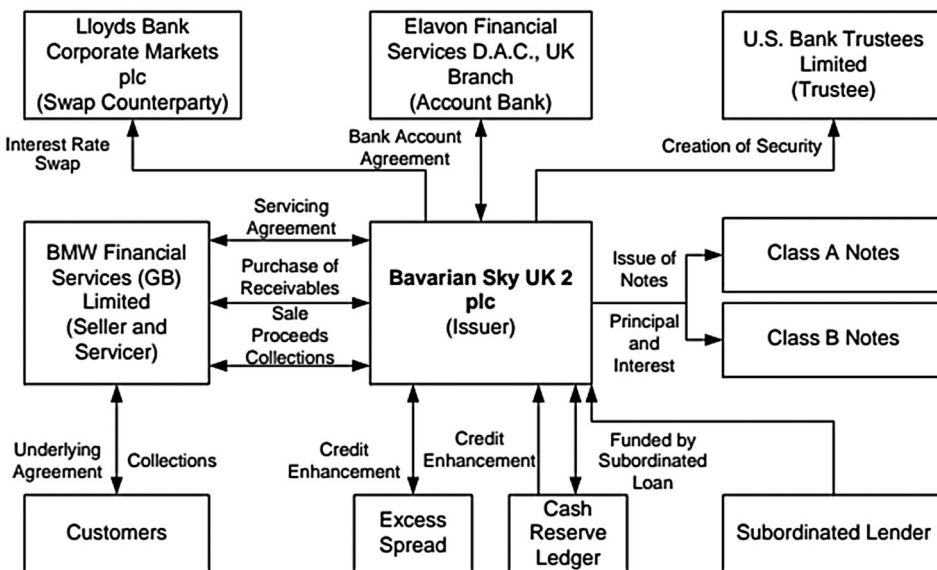 Lloyds Bank
Corporate Markets
plc
(Swap Counterparty)
Elavon Financial
Services D.A.C., UK
Branch
(Account Bank)
U.S. Bank Trustees
Limited
(Trustee)
Interest Rate
Swap
Bank Account
Agreement
Creation of Security
BMW Financial
Services (GB)
Limited
(Seller and
Servicer)
Servicing
Agreement
Purchase of
Receivables
Sale
Proceeds
Collections
Bavarian Sky UK 2
plc
(Issuer)
Issue of
Notes
Principal
and
Interest
Class A Notes
Class B Notes
Underlying
Agreement
Collections
Credit
Enhancement
Credit
Enhancement
Funded by
Subordinated
Loan
Customers
Excess
Spread
Cash
Reserve
Ledger
Subordinated Lender